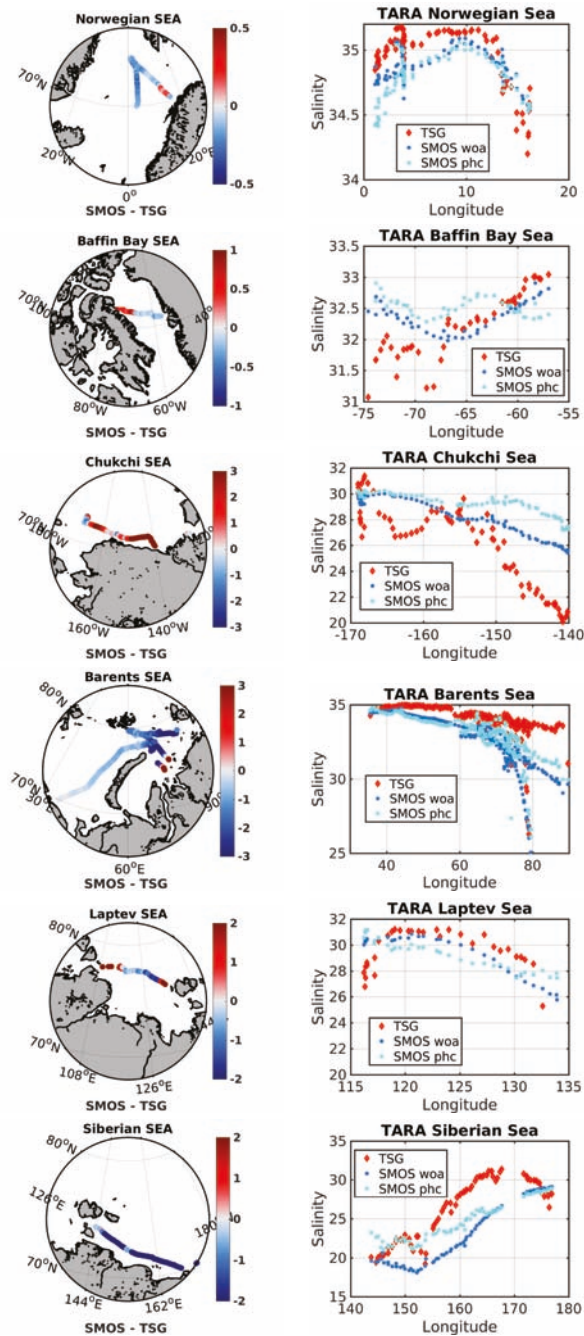 Norwegian SEA
0.5
0
-0.5
70°N
20°W
0°
20°E
SMOS - TSG
TARA Norwegian Sea
Salinity
35
34.5
34
TSG
SMOS woa
SMOS phc
0
10
20
Longitude
Baffin Bay SEA
1
0.5
0
-0.5
-1
70°N
100°
40°
80°W
60°W
SMOS - TSG
TARA Baffin Bay Sea
Salinity
33.5
33
32.5
32
31.5
31
TSG
SMOS woa
SMOS phc
-75
-70
-65
-60
-55
Longitude
Chukchi SEA
3
2
1
0
-1
-2
-3
70°N
160°W
140°W
SMOS - TSG
TARA Chukchi Sea
Salinity
32
30
28
26
24
22
20
TSG
SMOS woa
SMOS phc
-170
-160
-150
-140
Longitude
Barents SEA
3
2
1
0
-1
-2
-3
80°N
70°N
30°E
60°E
SMOS - TSG
TARA Barents Sea
Salinity
35
30
25
TSG
SMOS woa
SMOS phc
40
60
80
Longitude
Laptev SEA
2
1
0
-1
-2
80°N
70°N
108°E
126°E
SMOS - TSG
TARA Laptev Sea
Salinity
32
30
28
26
24
22
TSG
SMOS woa
SMOS phc
115
120
125
130
135
Longitude
Siberian SEA
2
1
0
-1
-2
80°N
126°E
180°
70°N
144°E
162°E
SMOS - TSG
TARA Siberian Sea
Salinity
35
30
25
20
15
TSG
SMOS woa
SMOS phc
140
150
160
170
180
Longitude